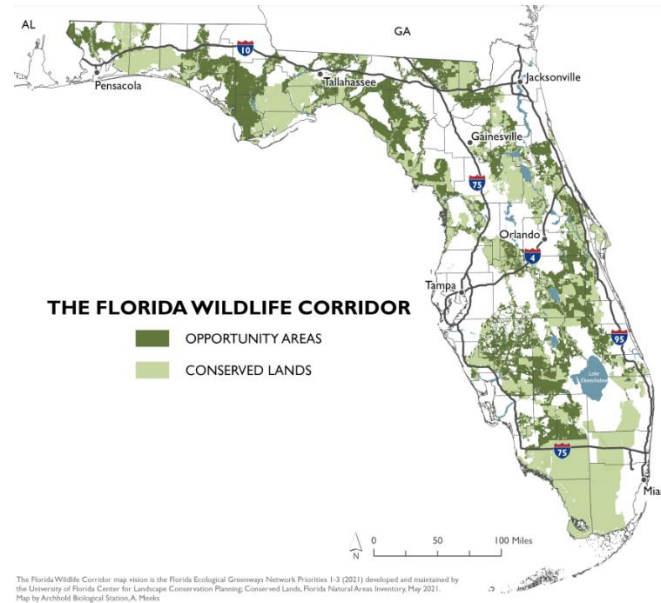 AL
GA
10
Pensacola
Tallahassee
Jacksonville
Gainesville
75
Orlando
4
Tampa
THE FLORIDA WILDLIFE CORRIDOR
OPPORTUNITY AREAS
CONSERVED LANDS
95
Lake
Okeechobee
75
Mia
0 50 100 Miles
N
The Florida Wildlife Corridor map vision is the Florida Ecological Greenways Network Priorities 1-3 (2021) developed and maintained by
the University of Florida Center for Landscape Conservation Planning; Conserved Lands, Florida Natural Areas Inventory, May 2021.
Map by Archbold Biological Station, A. Meeks